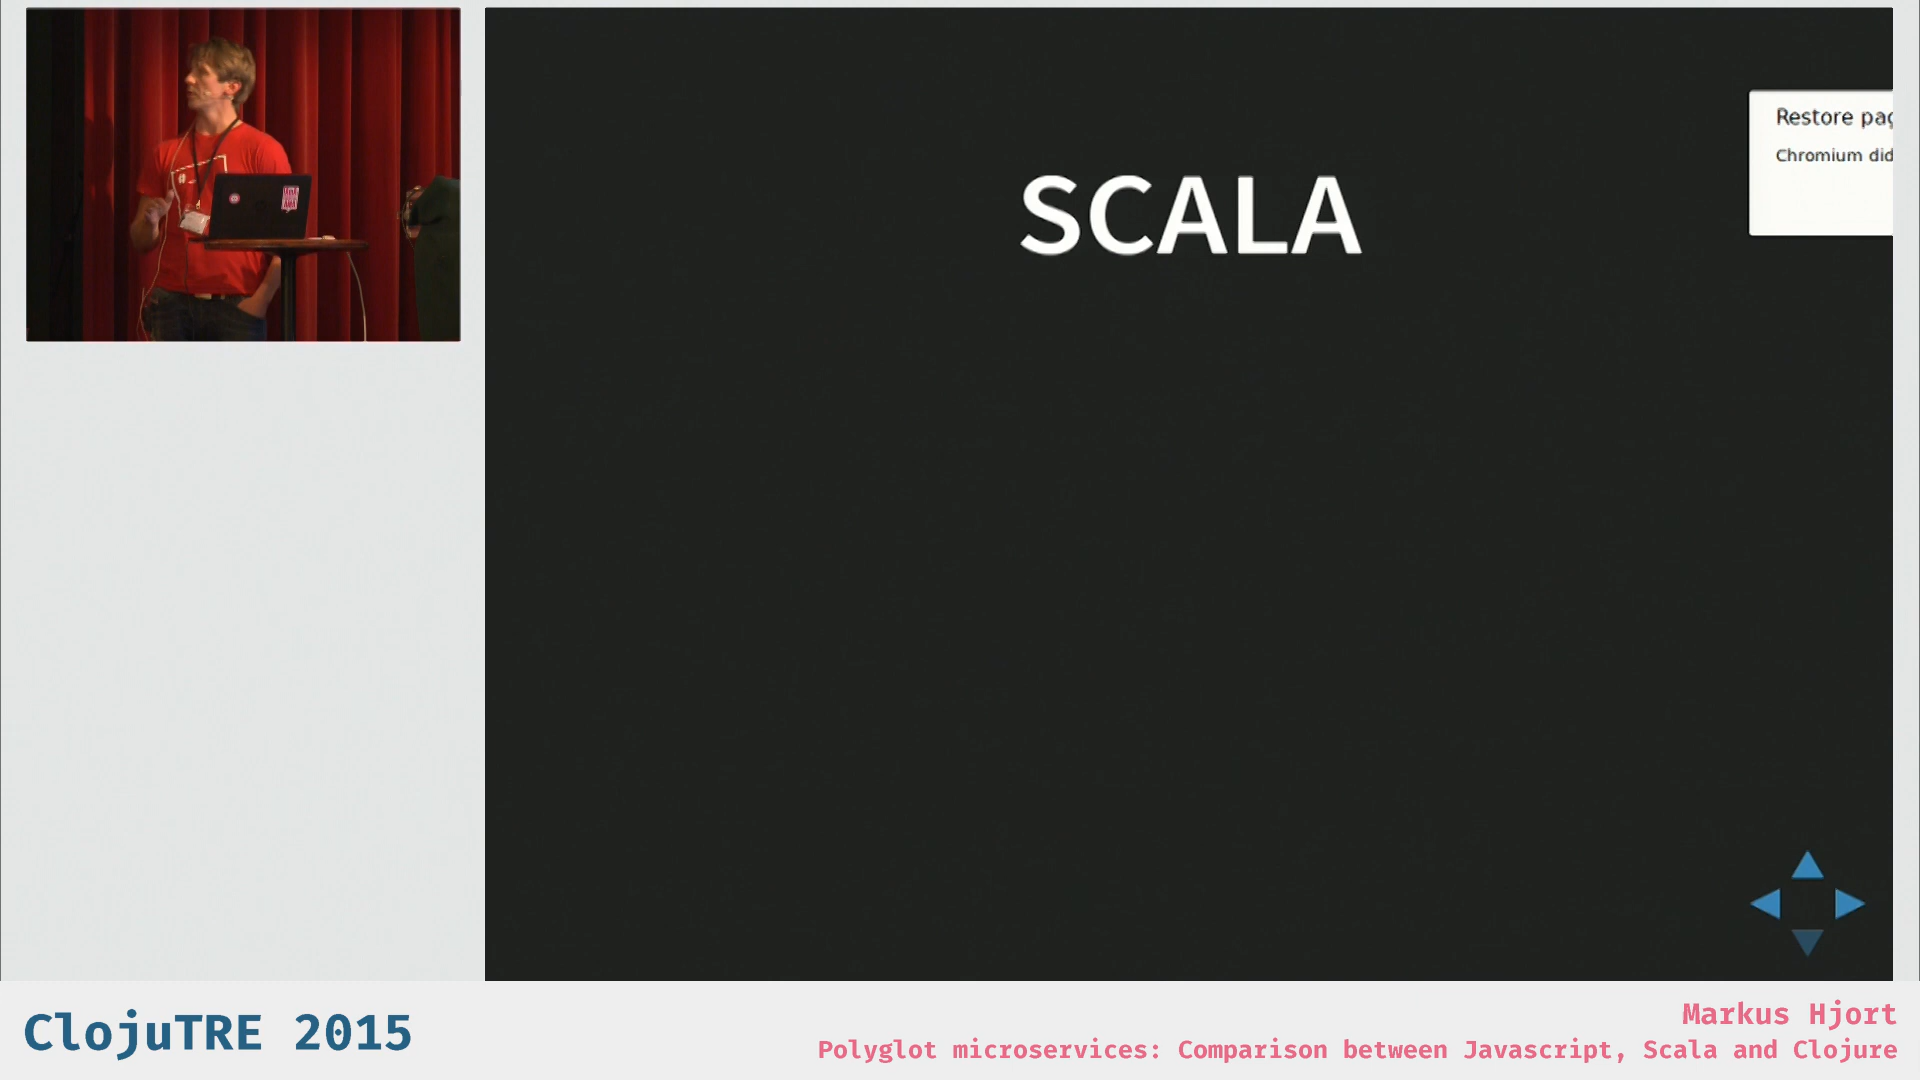 SCALA
Restore pag
Chromium did
ClojuTRE 2015
Markus Hjort
Polyglot microservices: Comparison between Javascript, Scala and Clojure